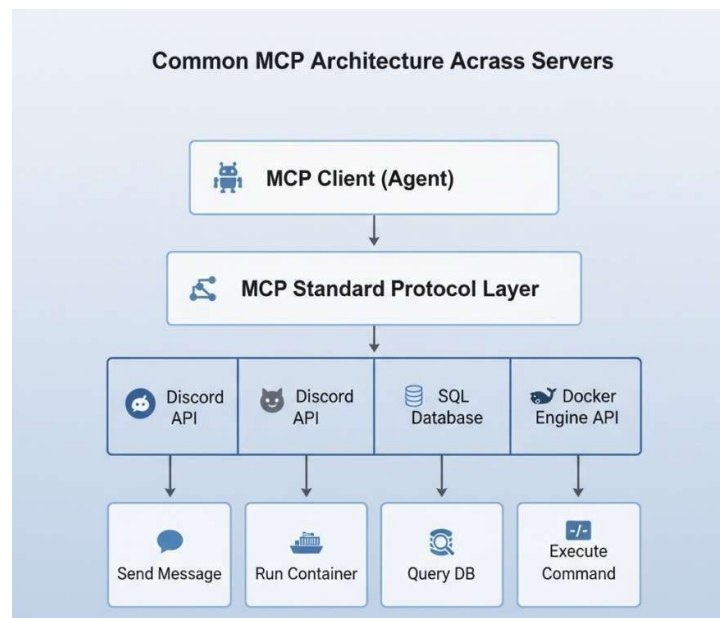 Common MCP Architecture Acrass Servers
MCP Client (Agent)
MCP Standard Protocol Layer
Discord
API
Discord
API
SQL
Database
Docker
Engine API
Send Message
Run Container
Query DB
-/-
Execute
Command